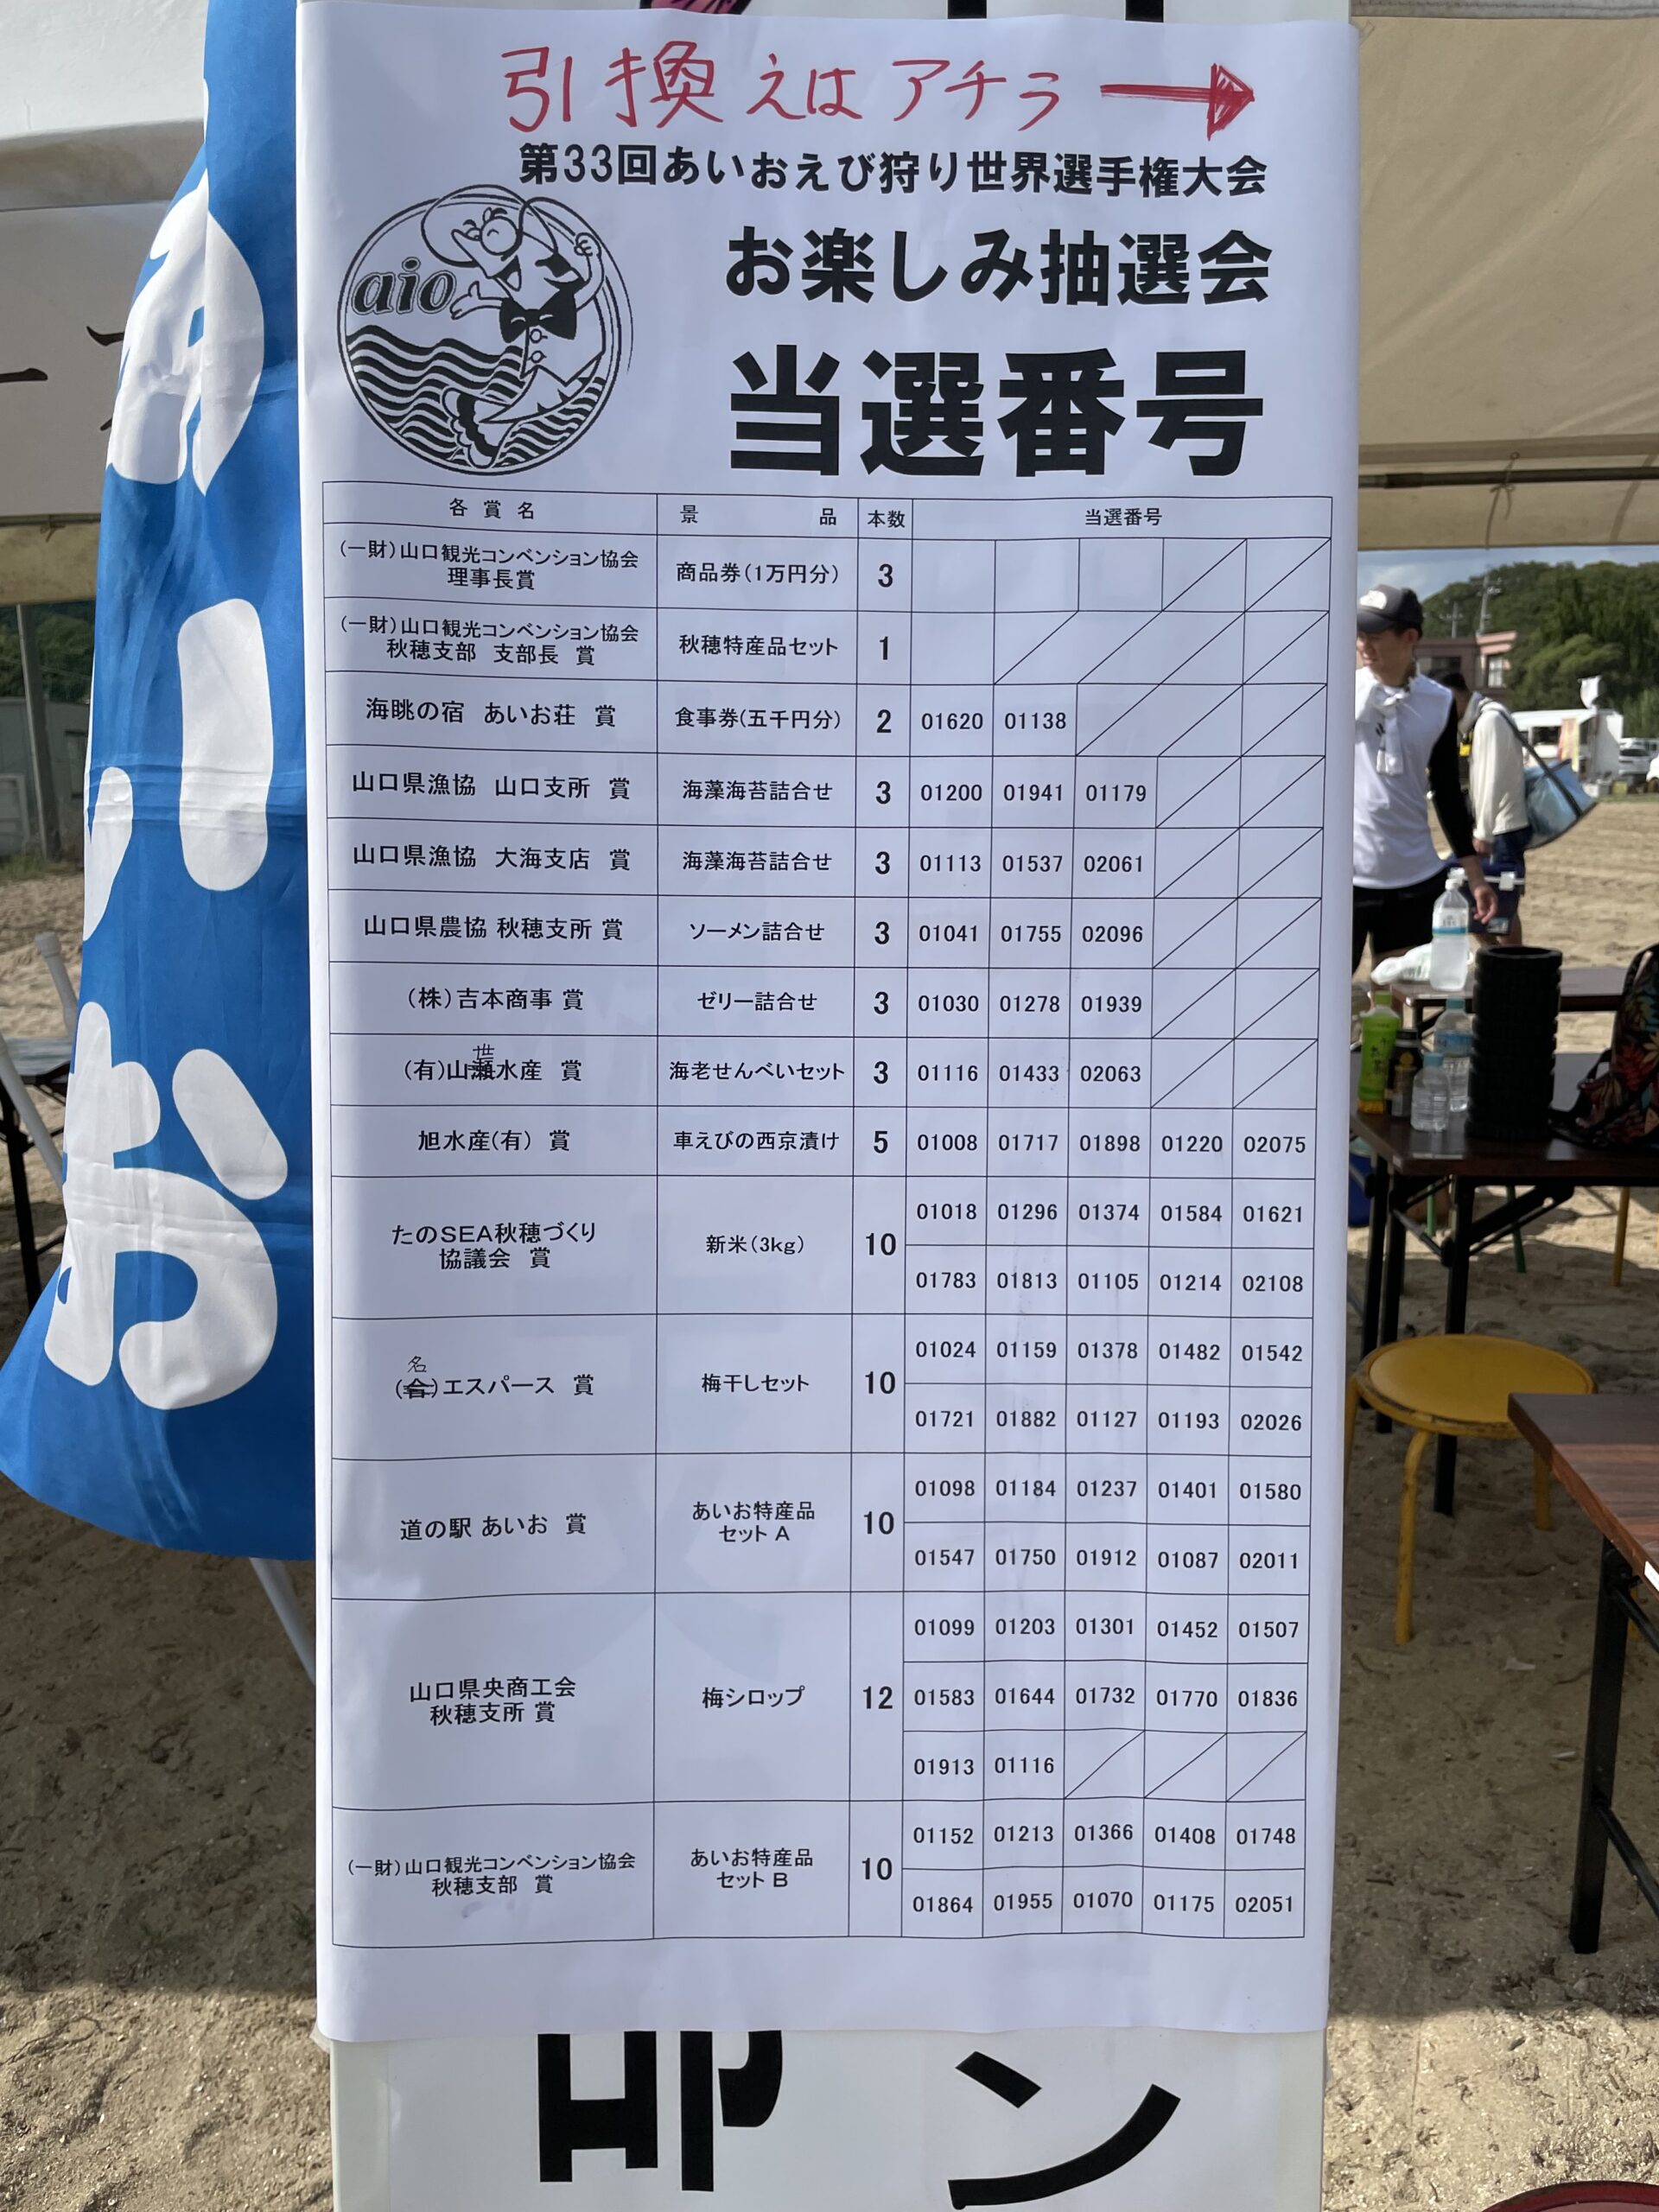 引換えはアチラ→
第33回あいおえび狩り世界選手権大会
aio
お楽しみ抽選会
当選番号
各賞名 景品 本数 当選番号
(一財)山口観光コンベンション協会
理事長賞 商品券(1万円分) 3
(一財)山口観光コンベンション協会
秋穂支部 支部長 賞 秋穂特産品セット 1
海眺の宿 あいお荘 賞 食事券(五千円分) 2 01620 01138
山口県漁協 山口支所 賞 海藻海苔詰合せ 3 01200 01941 01179
山口県漁協 大海支店 賞 海藻海苔詰合せ 3 01113 01537 02061
山口県農協 秋穂支所 賞 ソーメン詰合せ 3 01041 01755 02096
(株)吉本商事 賞 ゼリー詰合せ 3 01030 01278 01939
世
(有)山瀬水産 賞 海老せんべいセット 3 01116 01433 02063
旭水産(有) 賞 車えびの西京漬け 5 01008 01717 01898 01220 02075
たのSEA秋穂づくり
協議会 賞 新米(3kg) 10 01018 01296 01374 01584 01621
01783 01813 01105 01214 02108
名
(合)エスパース 賞 梅干しセット 10 01024 01159 01378 01482 01542
01721 01882 01127 01193 02026
道の駅 あいお 賞 あいお特産品
セット A 10 01098 01184 01237 01401 01580
01547 01750 01912 01087 02011
山口県央商工会
秋穂支所 賞 梅シロップ 12 01099 01203 01301 01452 01507
01583 01644 01732 01770 01836
01913 01116
(一財)山口観光コンベンション協会
秋穂支部 賞 あいお特産品
セット B 10 01152 01213 01366 01408 01748
01864 01955 01070 01175 02051
ン